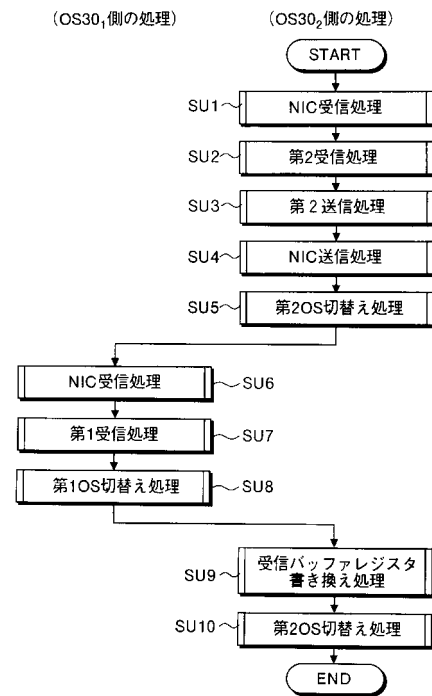 (OS30₁側の処理)
(OS30₂側の処理)
START
SU1 NIC受信処理
SU2 第2受信処理
SU3 第2送信処理
SU4 NIC送信処理
SU5 第2OS切替え処理
NIC受信処理 SU6
第1受信処理 SU7
第1OS切替え処理 SU8
SU9 受信バッファレジスタ
書き換え処理
SU10 第2OS切替え処理
END